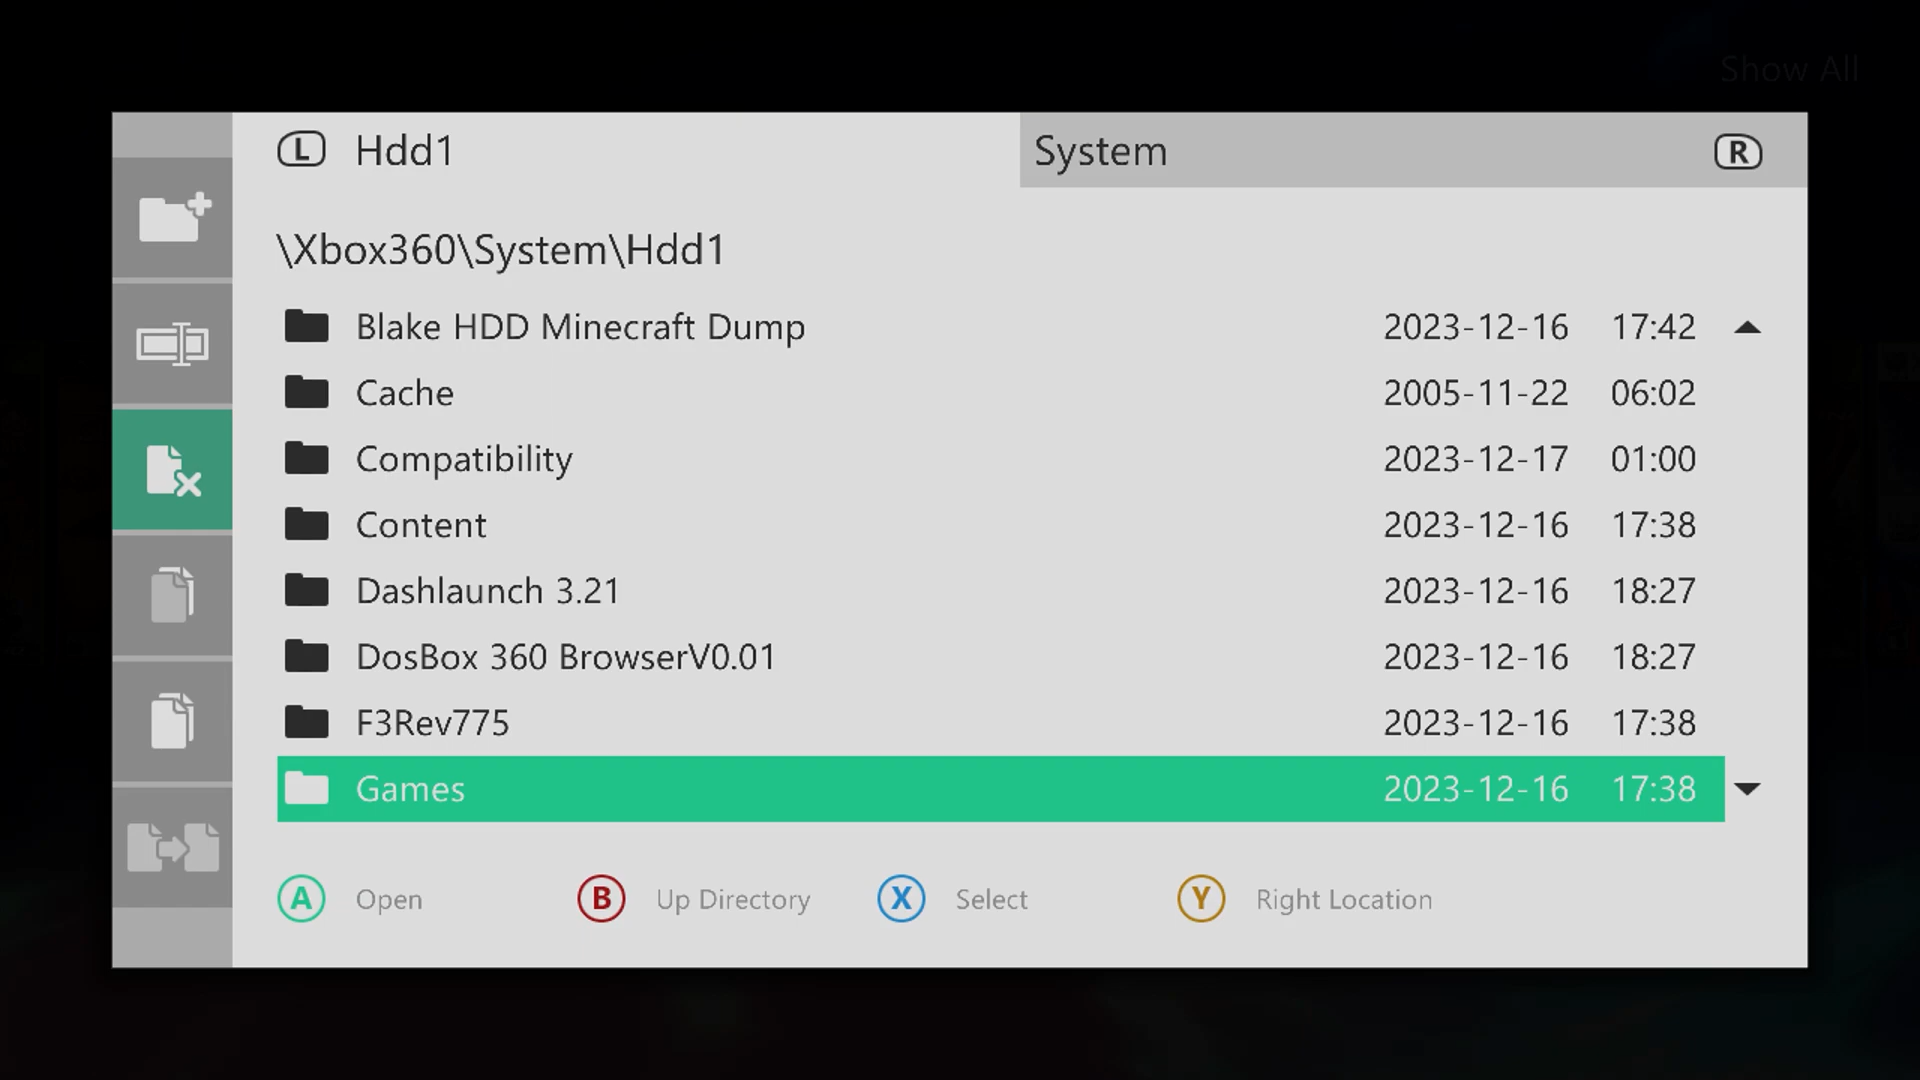 Show All
L Hdd1
System R
\Xbox360\System\Hdd1
Blake HDD Minecraft Dump 2023-12-16 17:42
Cache 2005-11-22 06:02
Compatibility 2023-12-17 01:00
Content 2023-12-16 17:38
Dashlaunch 3.21 2023-12-16 18:27
DosBox 360 BrowserV0.01 2023-12-16 18:27
F3Rev775 2023-12-16 17:38
Games 2023-12-16 17:38
A Open B Up Directory X Select Y Right Location